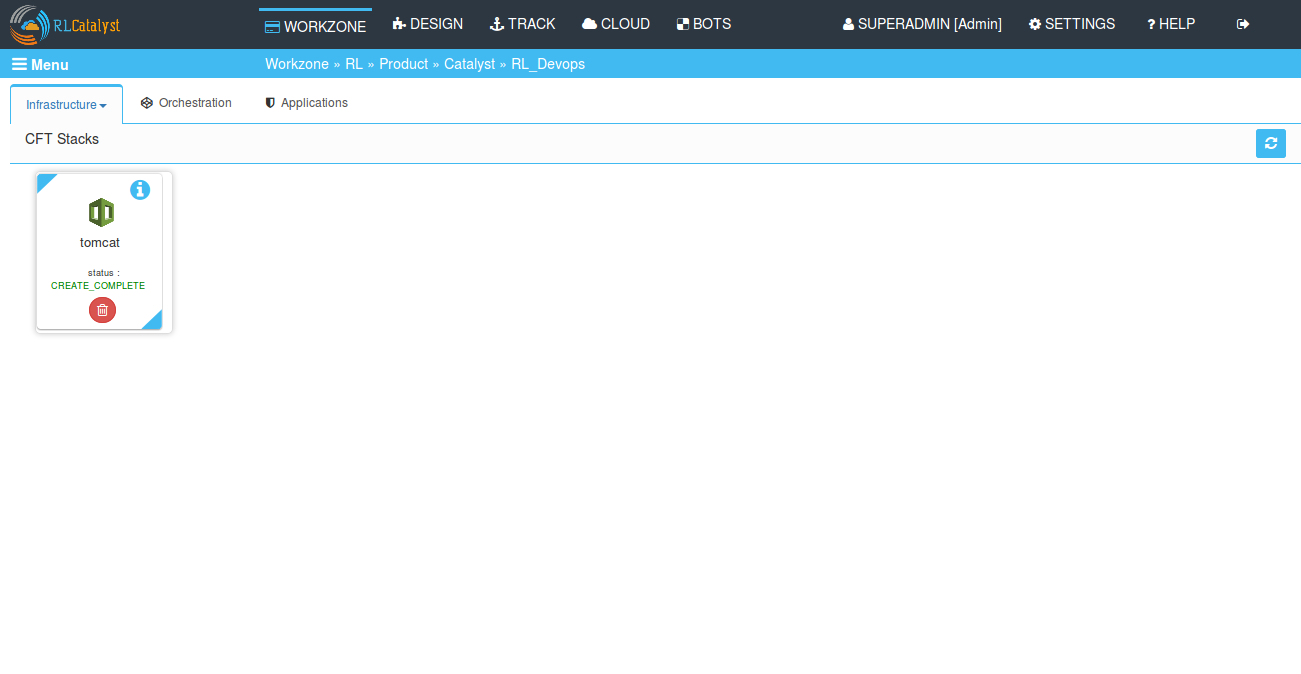 RLCatalyst WORKZONE DESIGN TRACK CLOUD BOTS SUPERADMIN [Admin] SETTINGS ? HELP
Menu Workzone » RL » Product » Catalyst » RL_Devops
Infrastructure Orchestration Applications
CFT Stacks
tomcat
status :
CREATE_COMPLETE